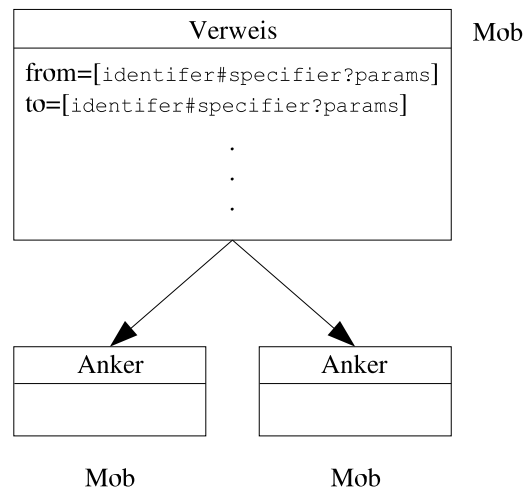 Verweis
Mob
from=[identifer#specifier?params]
to=[identifer#specifier?params]
.
.
.
Anker
Anker
Mob
Mob